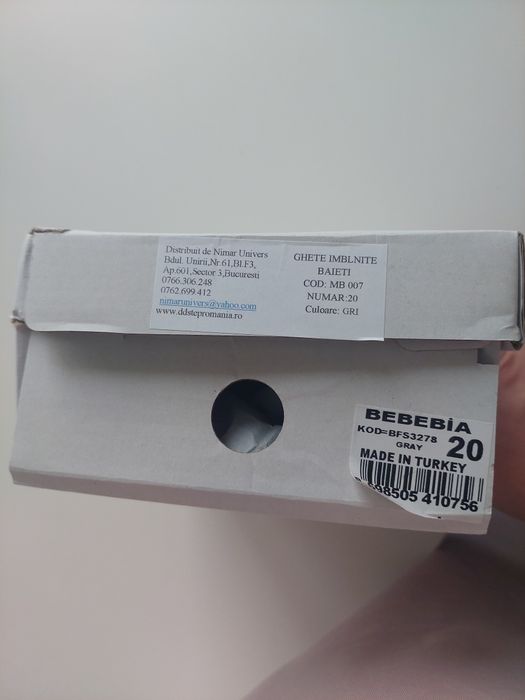 Distribuit de Nimar Univers
Bdul. Unirii,Nr.61,Bl.F3,
Ap.601,Sector 3,Bucuresti
0766.306.248
0762.699.412
nimarunivers@yahoo.com
www.ddstepromania.ro
GHETE IMBLNITE
BAIETI
COD: MB 007
NUMAR:20
Culoare: GRI
BEBEBİA
KOD=BFS3278
GRAY 20
MADE IN TURKEY
698505 410756